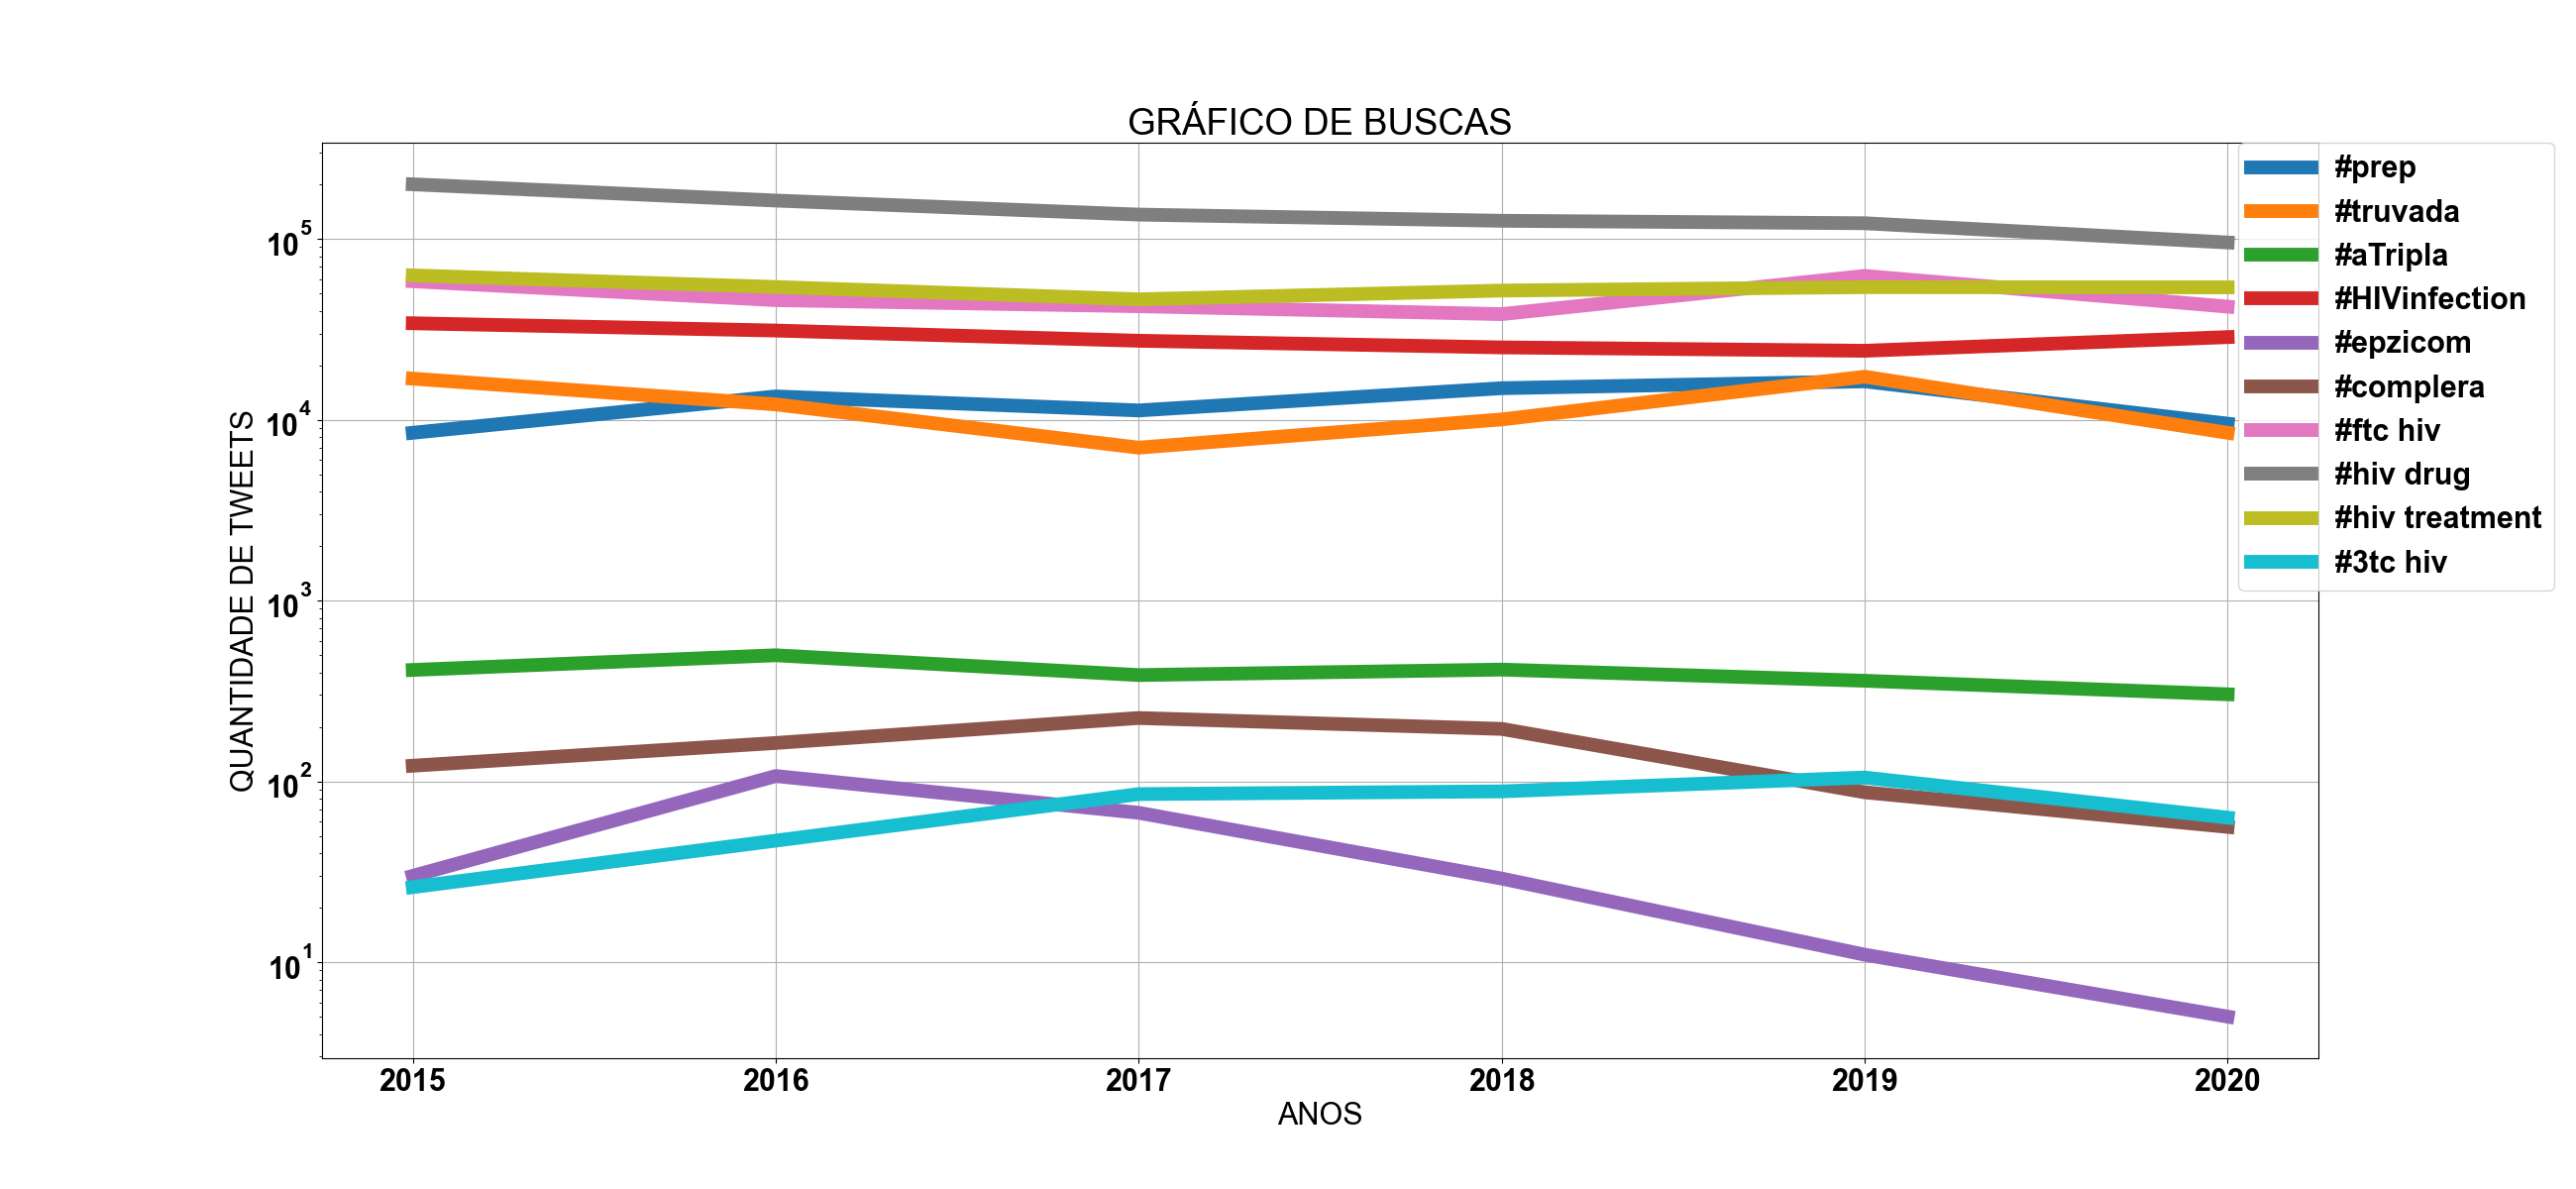 GRÁFICO DE BUSCAS
QUANTIDADE DE TWEETS
10^5
10^4
10^3
10^2
10^1
2015 2016 2017 2018 2019 2020
ANOS
#prep
#truvada
#aTripla
#HIVinfection
#epzicom
#complera
#ftc hiv
#hiv drug
#hiv treatment
#3tc hiv